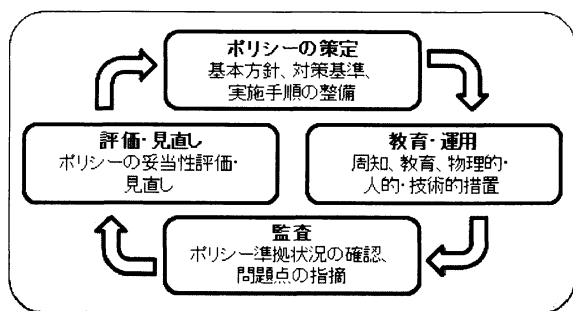 ポリシーの策定
基本方針、対策基準、
実施手順の整備
評価・見直し
ポリシーの妥当性評価・
見直し
教育・運用
周知、教育、物理的・
人的・技術的措置
監査
ポリシー準拠状況の確認、
問題点の指摘